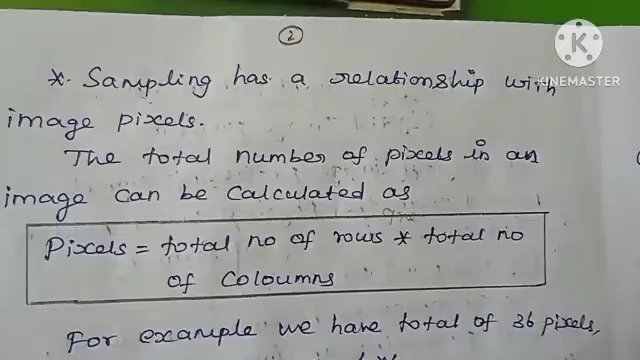 2
*. Sampling has a relationship with
image pixels.
The total number of pixels in an
image can be calculated as
Pixels = total no of rows * total no
of coloumns
For example we have total of 36 pixels,
K
KINEMASTER